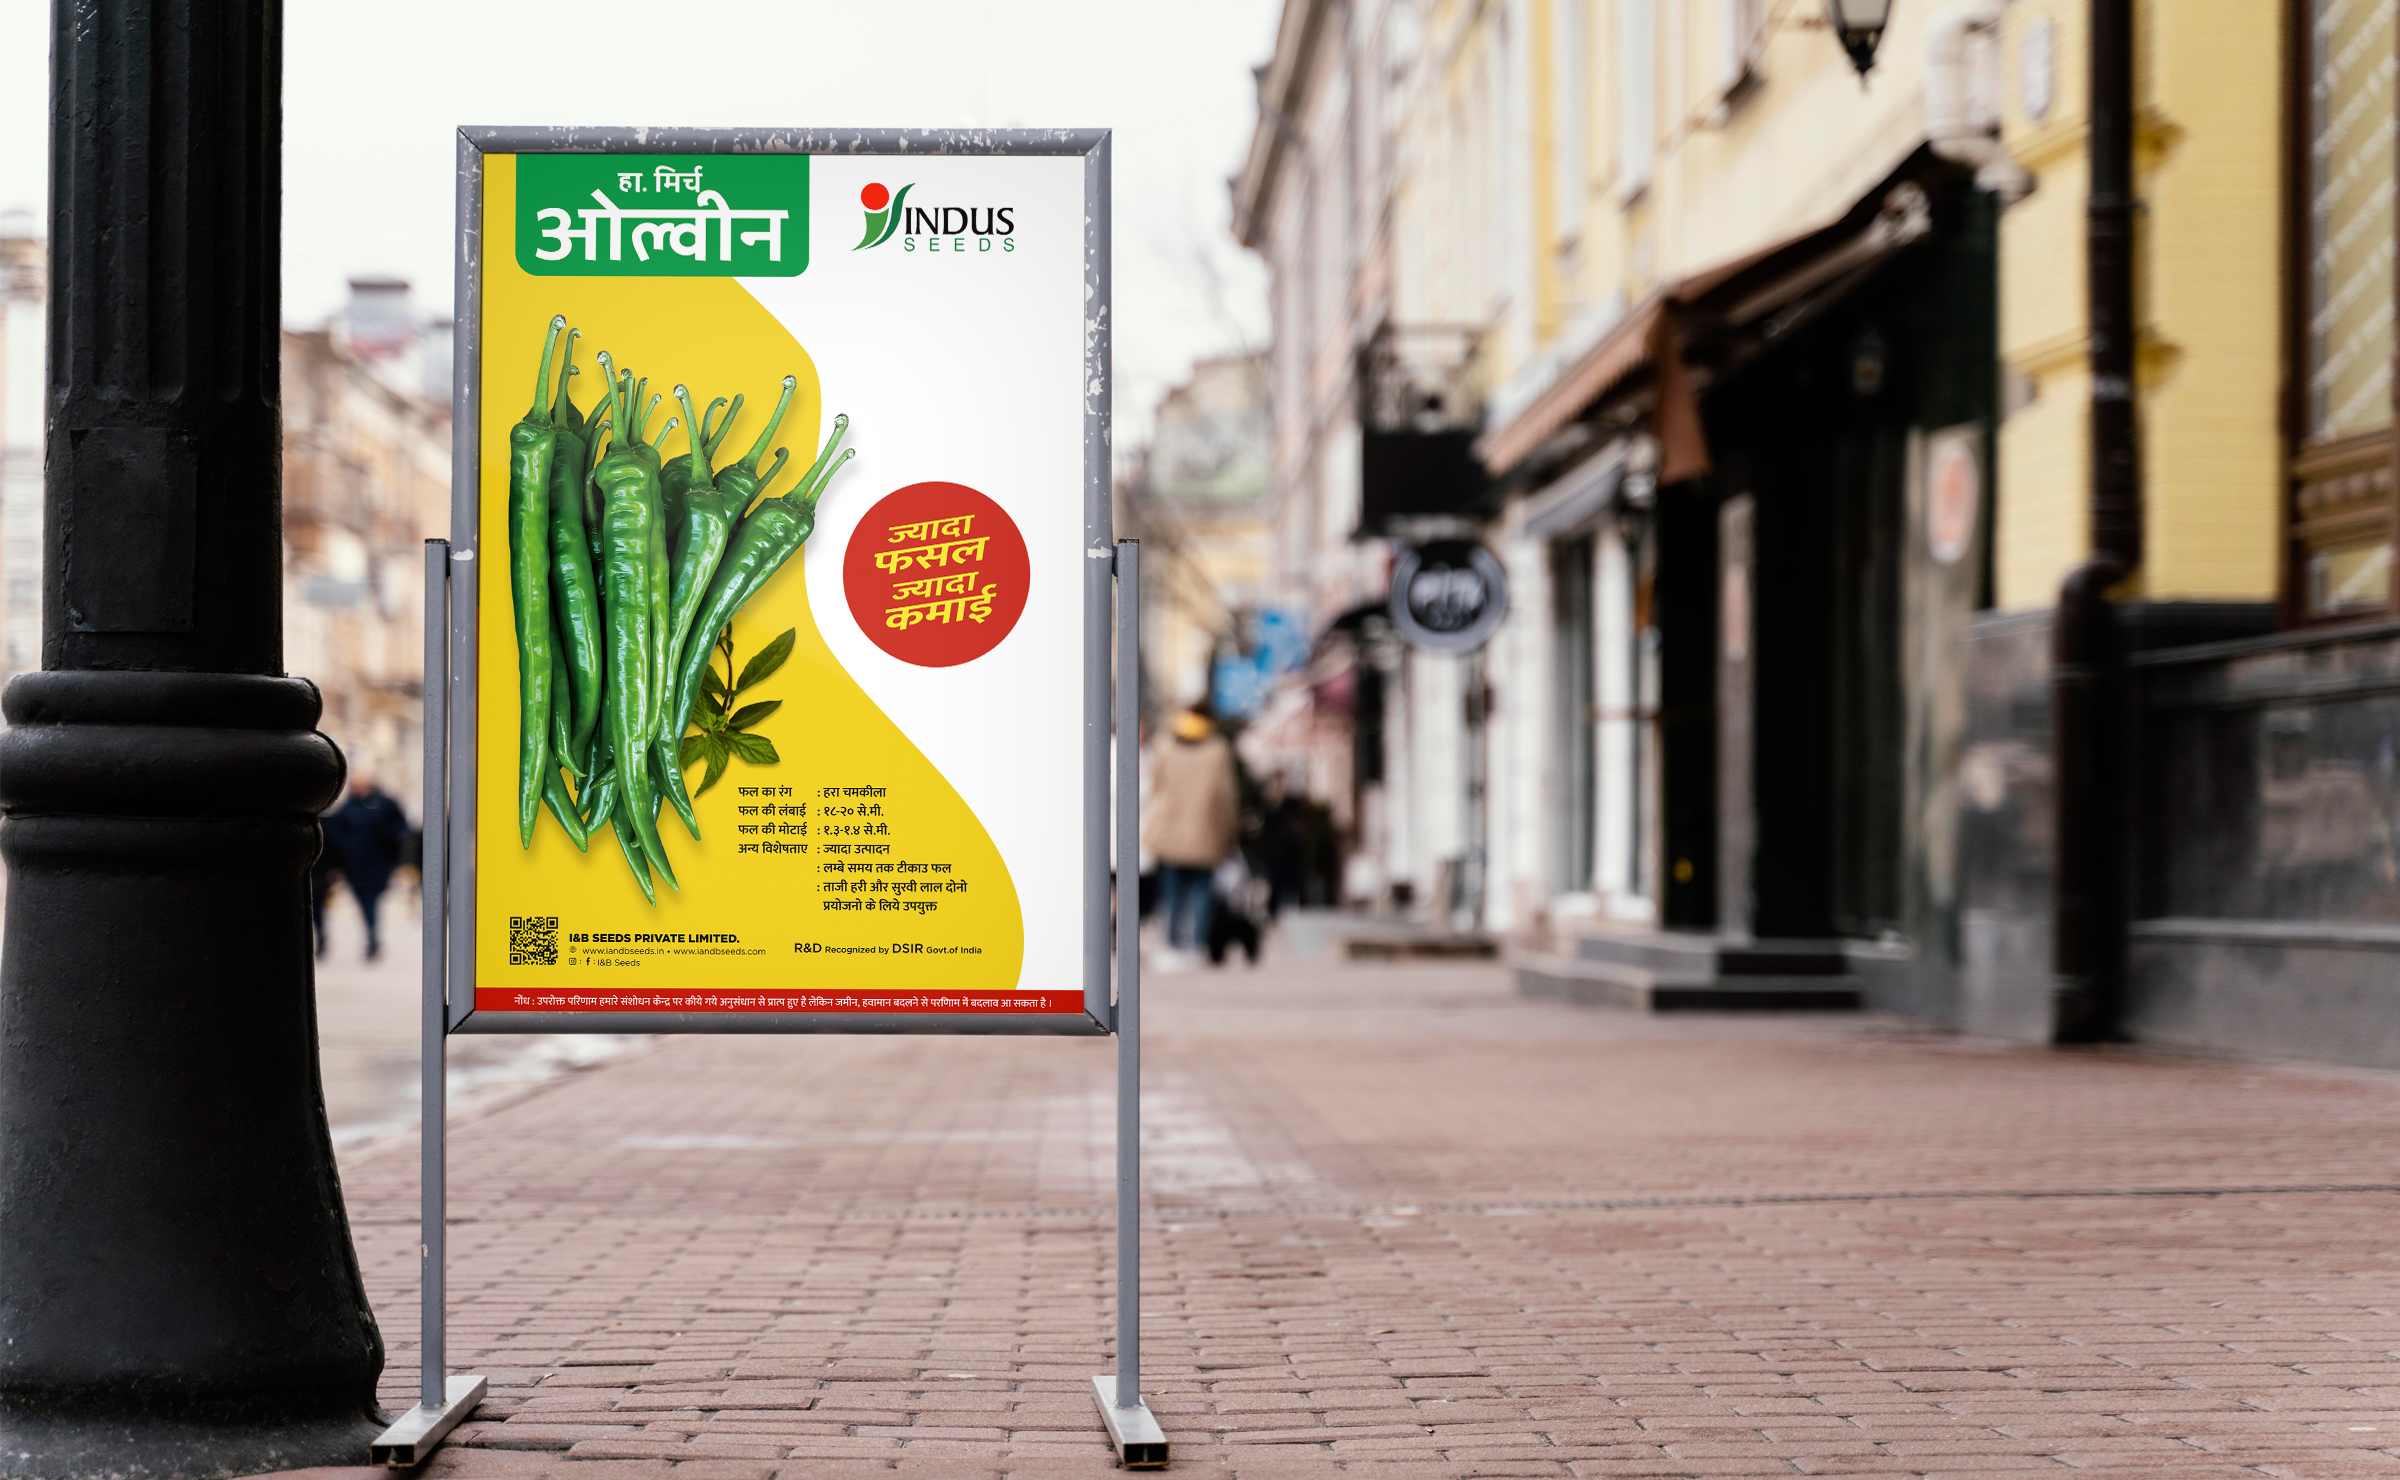 हा. मिर्च
ओल्वीन
INDUS
SEEDS
ज्यादा
फसल
ज्यादा
कमाई
फल का रंग : हरा चमकीला
फल की लंबाई : १८-२० से.मी.
फल की मोटाई : १.३-१.४ से.मी.
अन्य विशेषताए : ज्यादा उत्पादन
: लम्बे समय तक टीकाउ फल
: ताजी हरी और सुरवी लाल दोनो
प्रयोजनो के लिये उपयुक्त
I&B SEEDS PRIVATE LIMITED.
www.iandbseeds.in • www.iandbseeds.com
: I&B Seeds
R&D Recognized by DSIR Govt.of India
नोंध : उपरोक्त परिणाम हमारे संशोधन केन्द्र पर कीये गये अनुसंधान से प्रात्प हुए है लेकिन जमीन, हवामान बदलने से परणिाम में बदलाव आ सकता है ।